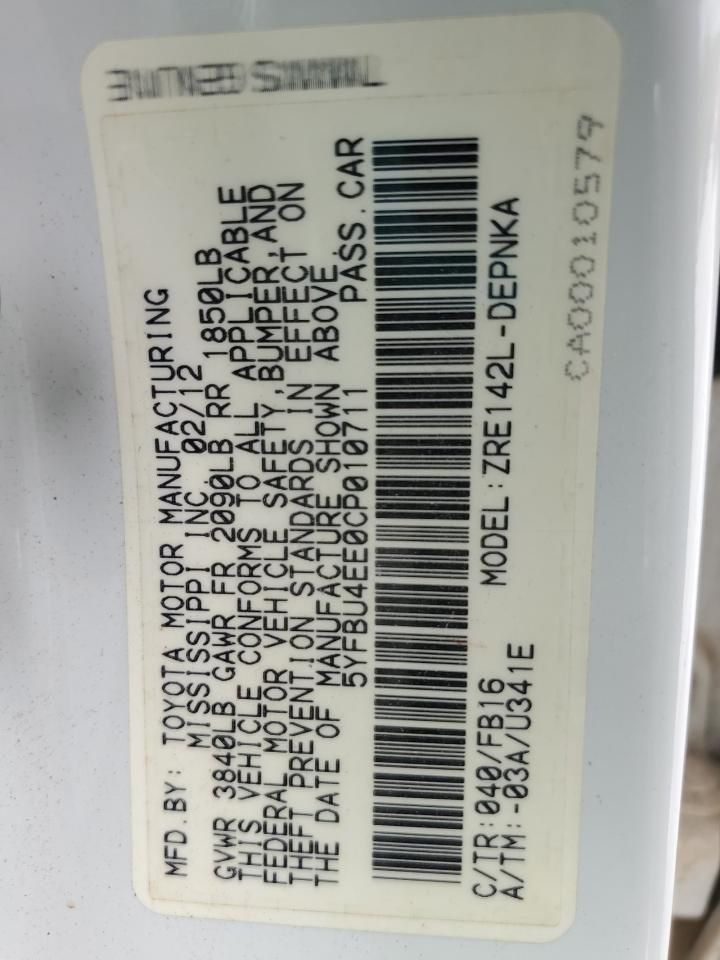 MFD.BY: TOYOTA MOTOR MANUFACTURING
MISSISSIPPI INC. 02/12
GVWR 3840LB GAWR FR 2090LB RR 1850LB
THIS VEHICLE CONFORMS TO ALL APPLICABLE
FEDERAL MOTOR VEHICLE SAFETY,BUMPER,AND
THEFT PREVENTION STANDARDS IN EFFECT ON
THE DATE OF MANUFACTURE SHOWN ABOVE.
5YFBU4EE0CP010711 PASS.CAR
C/TR:040/FB16 MODEL:ZRE142L-DEPNKA
A/TM:-03A/U341E
CA000010579